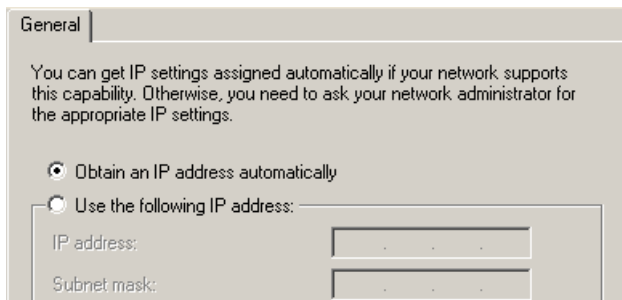 General
You can get IP settings assigned automatically if your network supports
this capability. Otherwise, you need to ask your network administrator for
the appropriate IP settings.
Obtain an IP address automatically
Use the following IP address:
IP address:
Subnet mask: